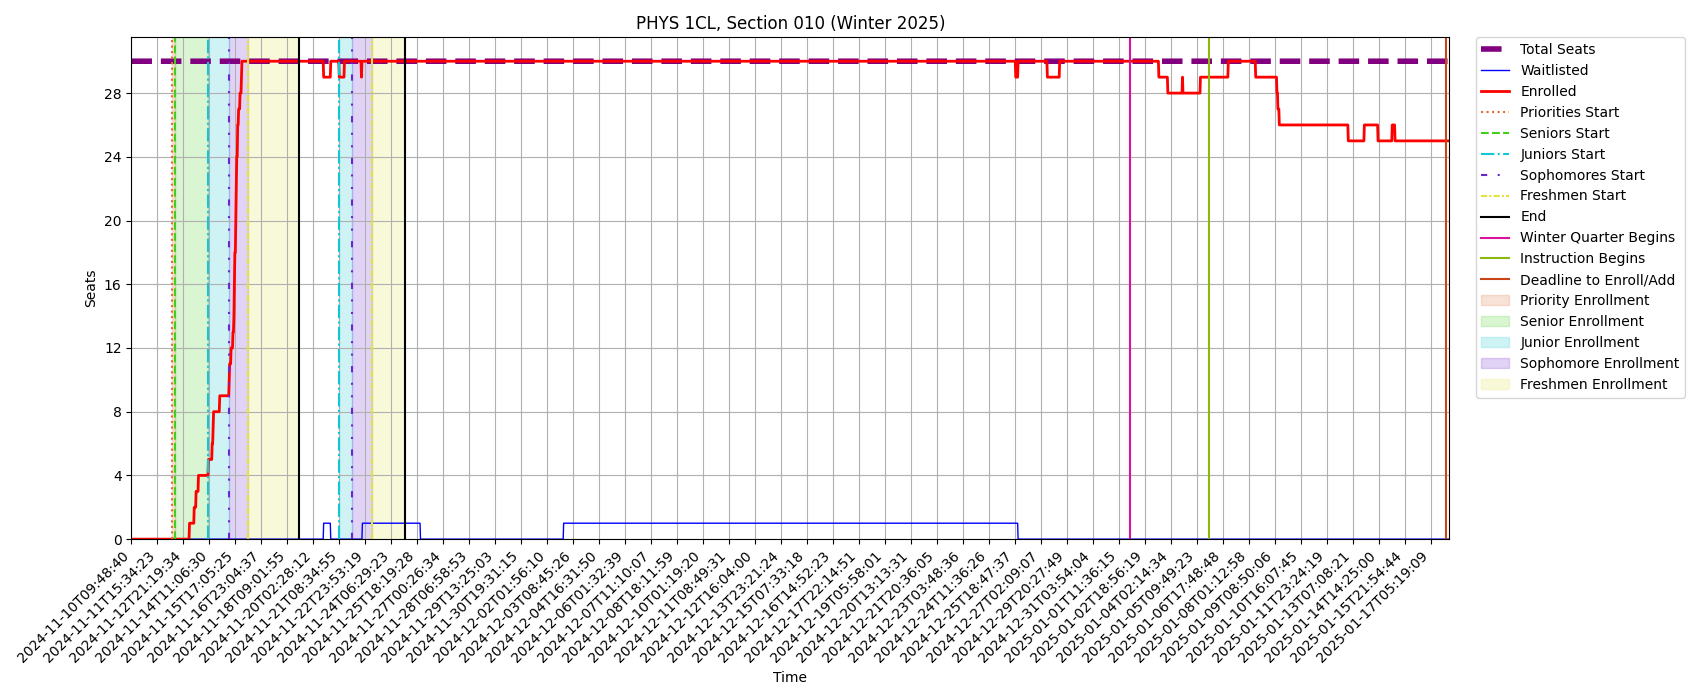 PHYS 1CL, Section 010 (Winter 2025)
Seats
28
24
20
16
12
8
4
0
2024-11-10T09:48:40
2024-11-11T15:34:23
2024-11-12T21:19:34
2024-11-14T11:06:30
2024-11-15T17:05:25
2024-11-16T23:04:37
2024-11-18T09:01:55
2024-11-20T02:28:12
2024-11-21T08:34:55
2024-11-22T23:53:19
2024-11-24T06:29:23
2024-11-25T18:19:28
2024-11-27T00:26:34
2024-11-28T06:58:53
2024-11-29T13:25:03
2024-11-30T19:31:15
2024-12-02T01:56:10
2024-12-03T08:45:26
2024-12-04T16:31:50
2024-12-06T01:32:39
2024-12-07T11:10:07
2024-12-08T18:11:59
2024-12-10T01:19:20
2024-12-11T08:49:31
2024-12-12T16:04:00
2024-12-13T23:21:24
2024-12-15T07:33:18
2024-12-16T14:52:23
2024-12-17T22:14:51
2024-12-19T05:58:01
2024-12-20T13:13:31
2024-12-21T20:36:05
2024-12-23T03:48:36
2024-12-24T11:36:26
2024-12-25T18:47:37
2024-12-27T02:09:07
2024-12-29T20:27:49
2024-12-31T03:54:04
2025-01-01T11:36:15
2025-01-02T18:56:19
2025-01-04T02:14:34
2025-01-05T09:49:23
2025-01-06T17:48:48
2025-01-08T01:12:58
2025-01-09T08:50:06
2025-01-10T16:07:45
2025-01-11T23:24:19
2025-01-13T07:08:21
2025-01-14T14:25:00
2025-01-15T21:54:44
2025-01-17T05:19:09
Time
Total Seats
Waitlisted
Enrolled
Priorities Start
Seniors Start
Juniors Start
Sophomores Start
Freshmen Start
End
Winter Quarter Begins
Instruction Begins
Deadline to Enroll/Add
Priority Enrollment
Senior Enrollment
Junior Enrollment
Sophomore Enrollment
Freshmen Enrollment